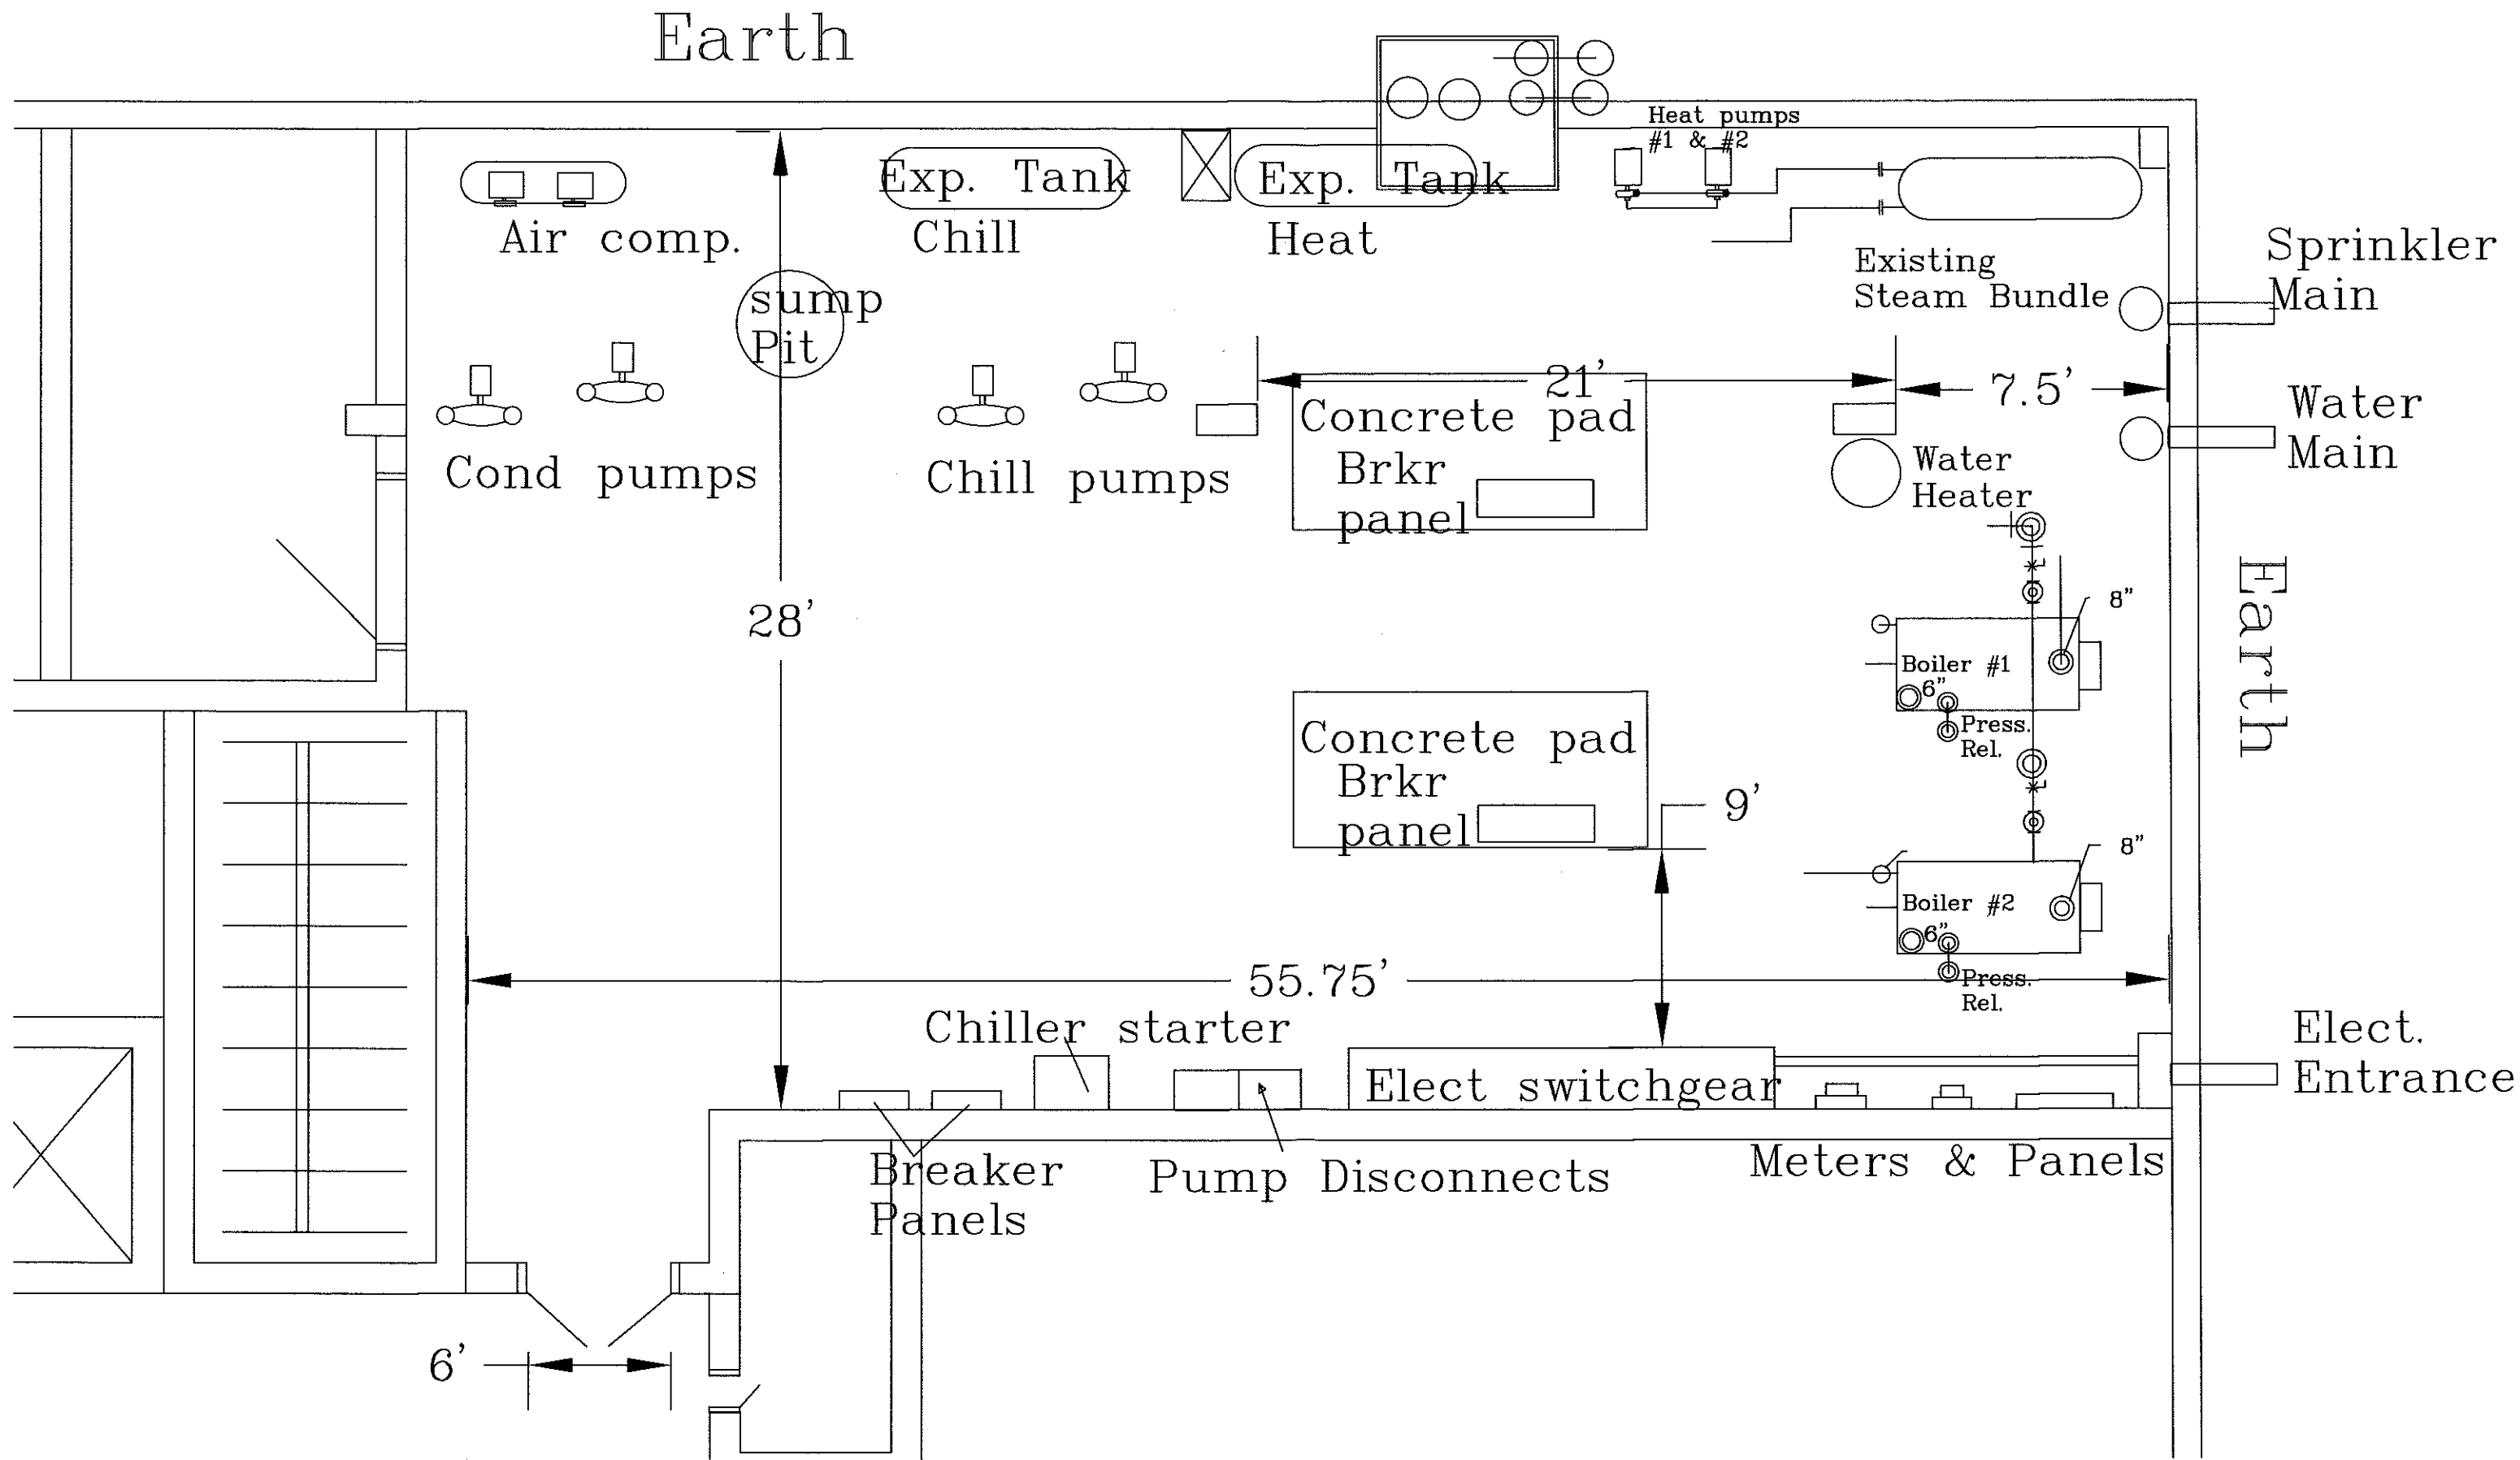 Earth
Heat pumps
#1 & #2
Exp. Tank
Chill
Exp. Tank
Heat
Air comp.
sump
Pit
Existing
Steam Bundle
Sprinkler
Main
21'
7.5'
Water
Main
Cond pumps
Chill pumps
Concrete pad
Brkr
panel
Water
Heater
28'
8"
Boiler #1
6"
Press.
Rel.
Earth
Concrete pad
Brkr
panel
9'
8"
Boiler #2
6"
Press.
Rel.
55.75'
Chiller starter
Elect switchgear
Elect.
Entrance
Breaker
Panels
Pump Disconnects
Meters & Panels
6'